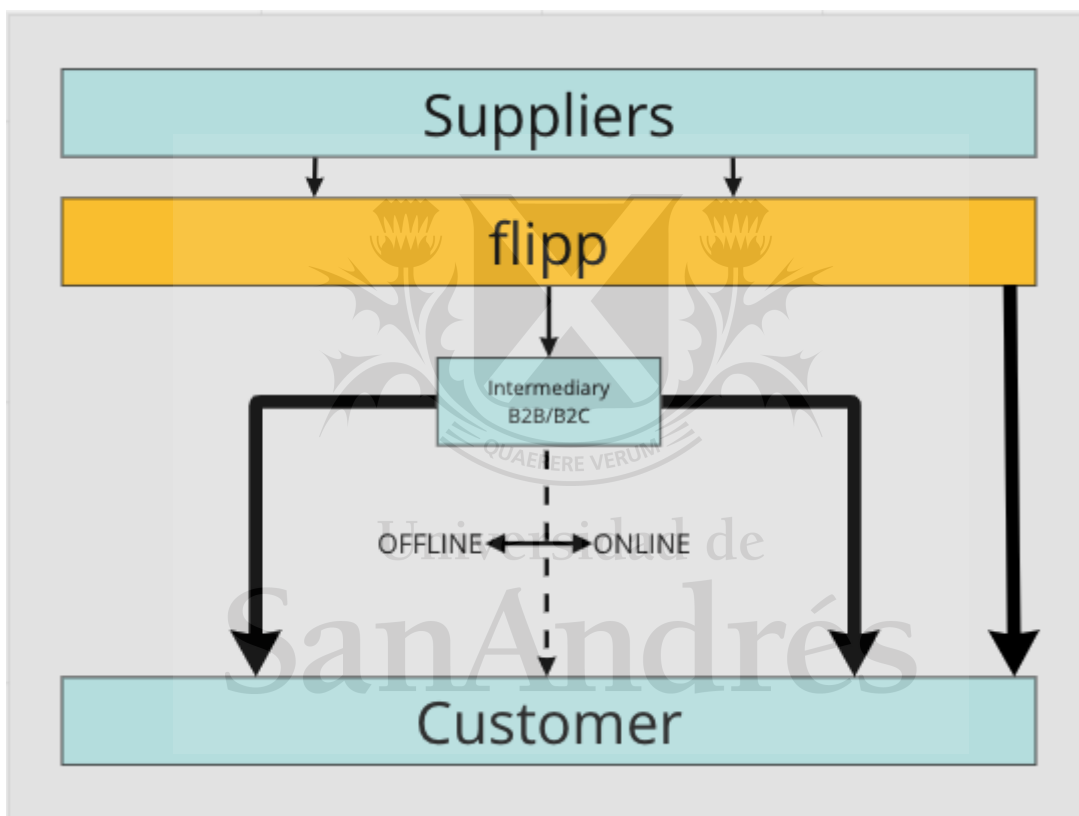 Suppliers
flipp
Intermediary
B2B/B2C
QUAERERE VERUM
OFFLINE
ONLINE
Universidad de
SanAndrés
Customer